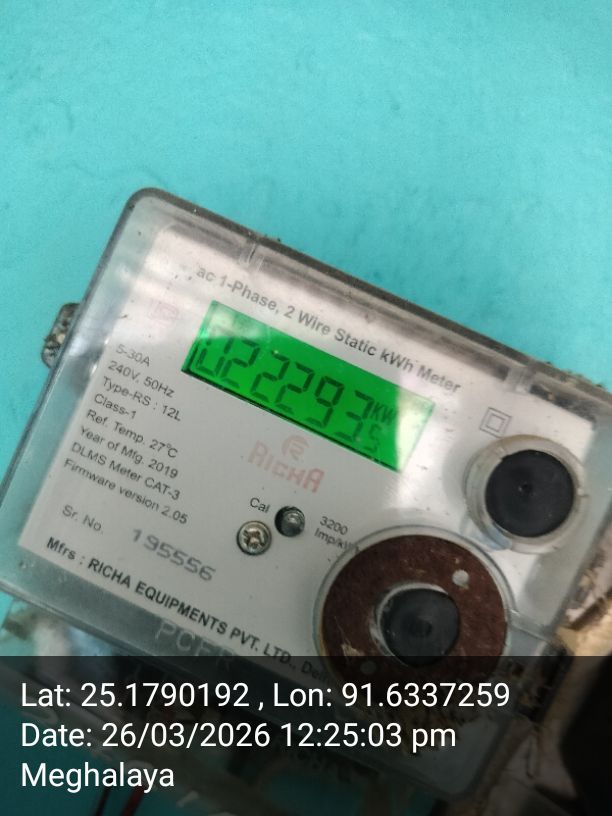 ac 1-Phase, 2 Wire Static kWh Meter
5-30A
240V, 50Hz
Type-RS : 12L
Class-1
Ref. Temp. 27°C
Year of Mfg. 2019
DLMS Meter CAT-3
Firmware version 2.05
KW
RICHA
Cal
3200
Sr. No. 195556
Mfrs : RICHA EQUIPMENTS PVT. LTD.,
Lat: 25.1790192 , Lon: 91.6337259
Date: 26/03/2026 12:25:03 pm
Meghalaya